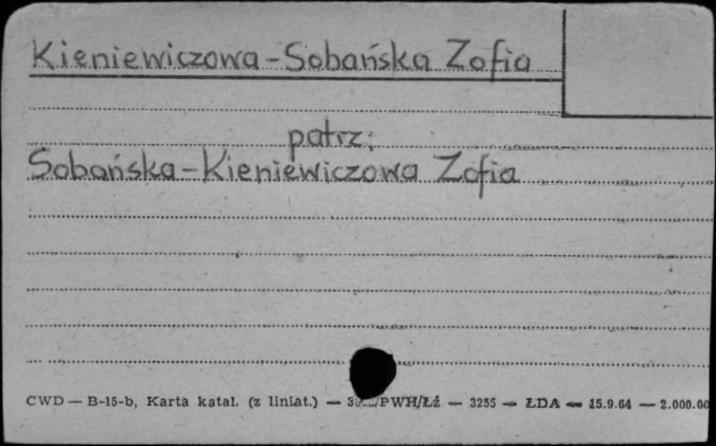 Kieniewiczowa-Sobańska Zofia
patrz:
Sobańska-Kieniewiczowa Zofia
CWD — B-15-b, Karta katal. (z liniat.) — PWH/Łź — 3255 — ŁDA — 15.9.64 — 2.000.00